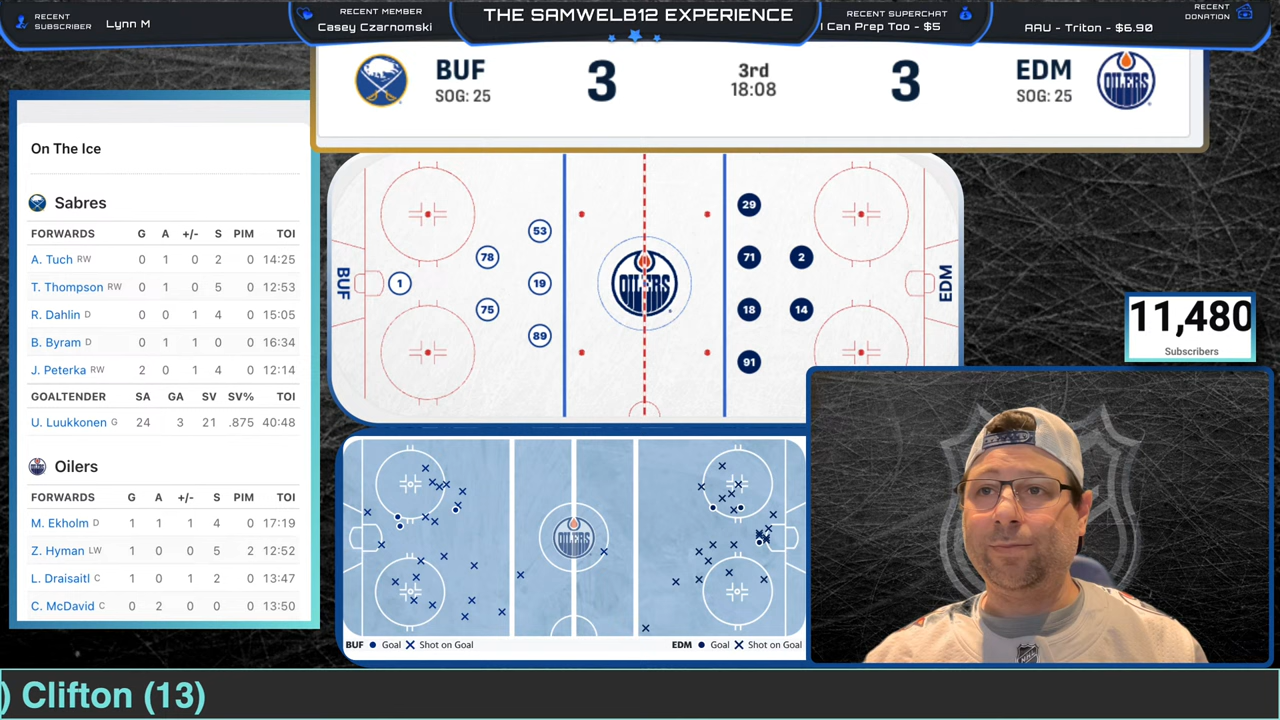 RECENT SUBSCRIBER
Lynn M
RECENT MEMBER
Casey Czarnomski
THE SAMWELB12 EXPERIENCE
RECENT SUPERCHAT
I Can Prep Too - $5
RECENT DONATION
AAU - Triton - $6.90
BUF
SOG: 25
3
3rd
18:08
3
EDM
SOG: 25
OILERS
On The Ice
Sabres
FORWARDS G A +/- S PIM TOI
A. Tuch RW 0 1 0 2 0 14:25
T. Thompson RW 0 1 0 5 0 12:53
R. Dahlin D 0 0 1 4 0 15:05
B. Byram D 0 1 1 0 0 16:34
J. Peterka RW 2 0 1 4 0 12:14
GOALTENDER SA GA SV SV% TOI
U. Luukkonen G 24 3 21 .875 40:48
Oilers
FORWARDS G A +/- S PIM TOI
M. Ekholm D 1 1 1 4 0 17:19
Z. Hyman LW 1 0 0 5 2 12:52
L. Draisaitl C 1 0 1 2 0 13:47
C. McDavid C 0 2 0 0 0 13:50
BUF
1
78
75
53
19
89
OILERS
29
71
18
91
2
14
EDM
OILERS
BUF Goal Shot on Goal
EDM Goal Shot on Goal
11,480
Subscribers
NHL
) Clifton (13)